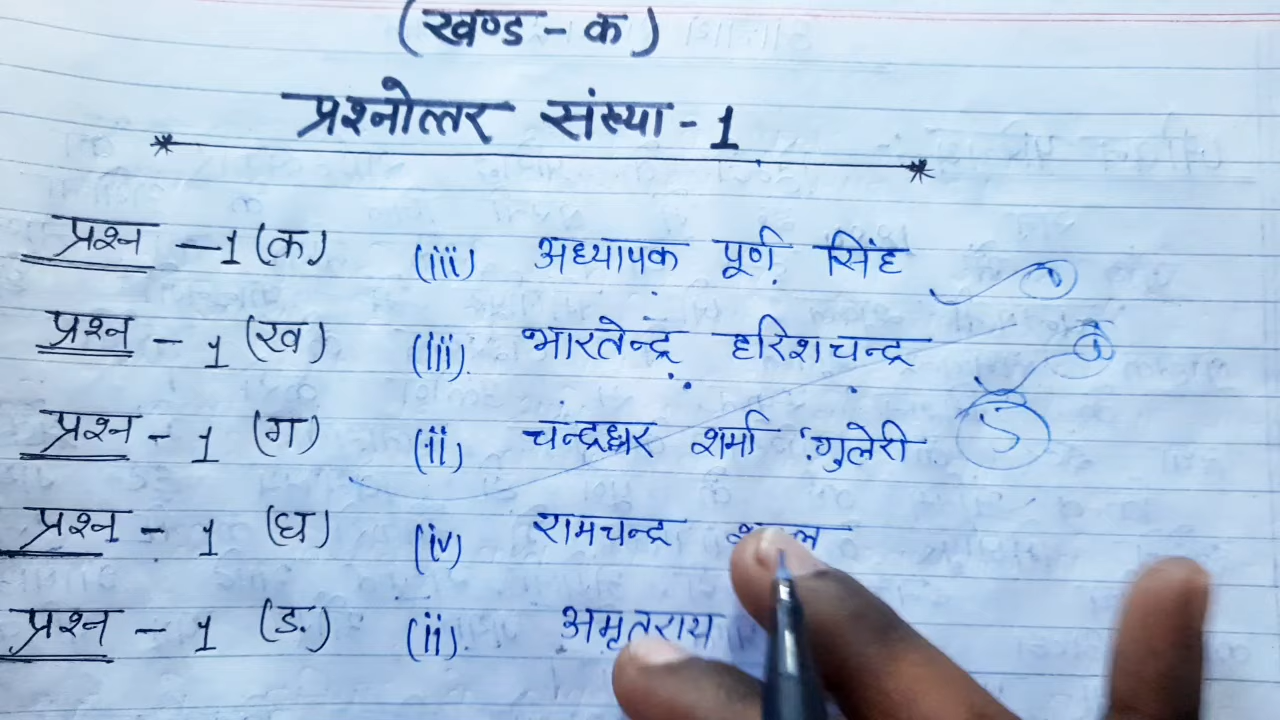 (खण्ड - क)
प्रश्नोत्तर संख्या - 1
प्रश्न - 1 (क) (iii) अध्यापक पूर्ण सिंह
प्रश्न - 1 (ख) (iii) भारतेन्द्र हरिशचन्द्र
प्रश्न - 1 (ग) (ii) चन्द्रधर शर्मा गुलेरी
प्रश्न - 1 (घ) (iv) रामचन्द्र
प्रश्न - 1 (ङ) (ii) अमृतराय